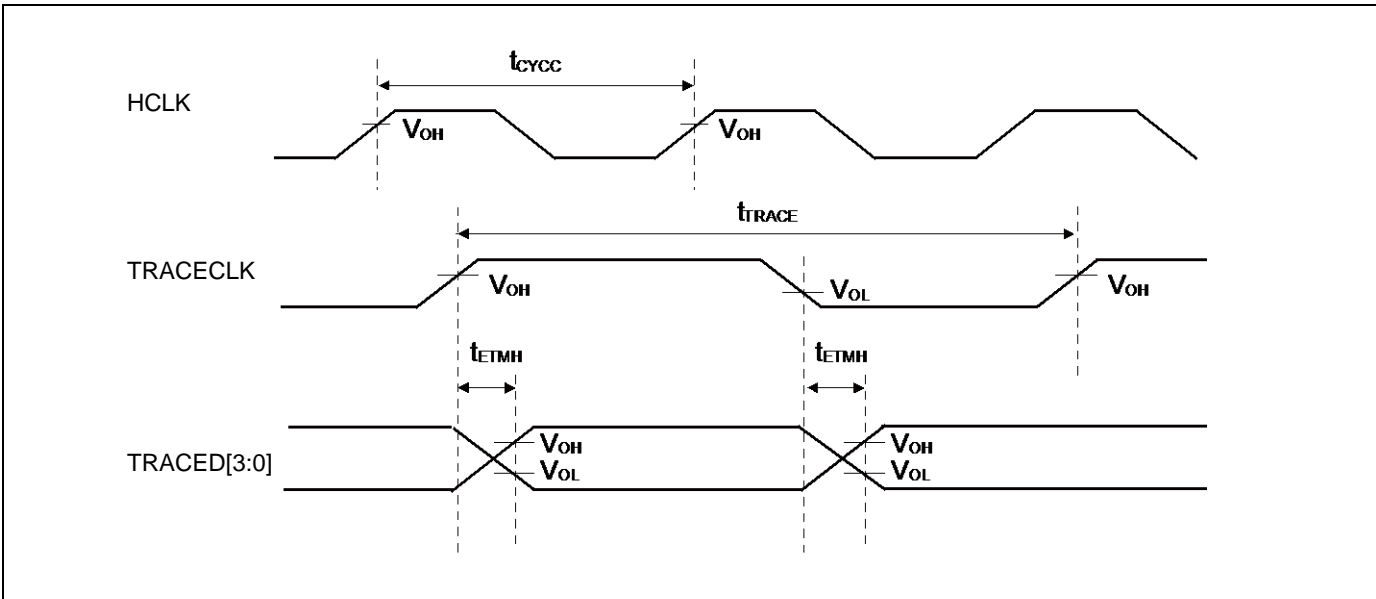 tCYCC
HCLK
VOH
VOH
tTRACE
TRACECLK
VOH
VOL
VOH
tETMH
tETMH
TRACED[3:0]
VOH
VOH
VOL
VOL